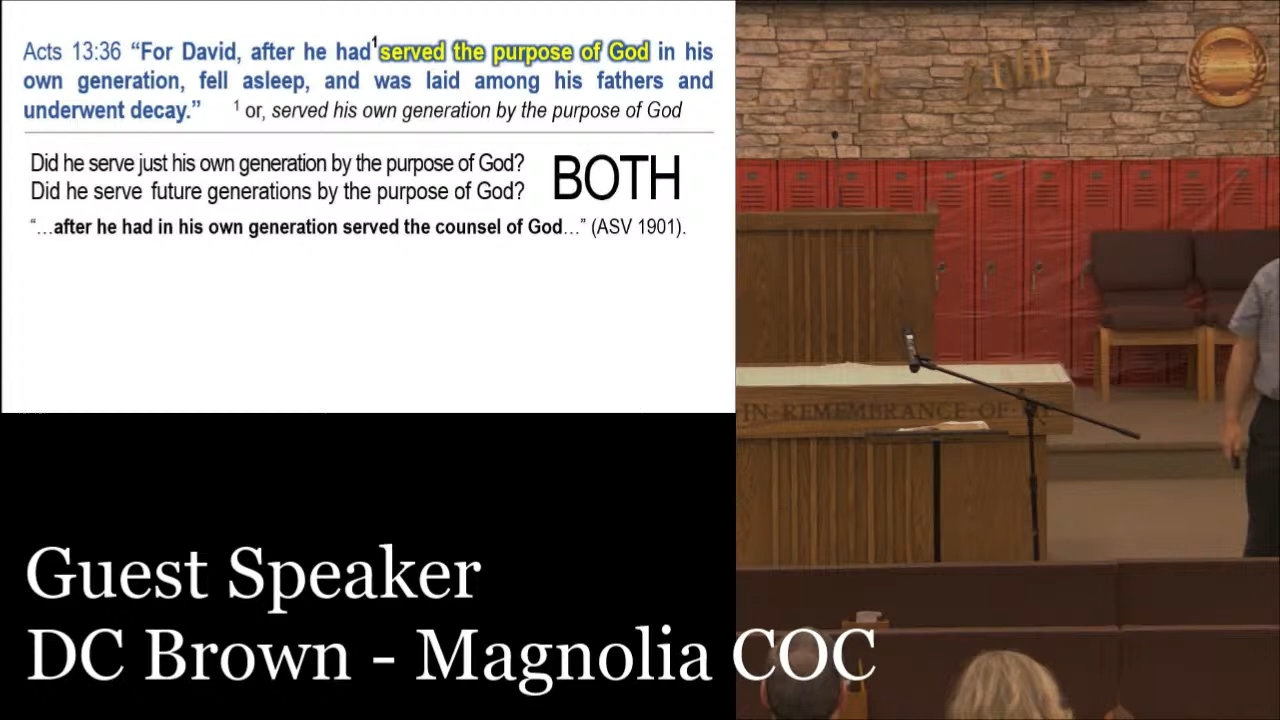 Acts 13:36 “For David, after he had ¹served the purpose of God in his
own generation, fell asleep, and was laid among his fathers and
underwent decay.” ¹ or, served his own generation by the purpose of God
Did he serve just his own generation by the purpose of God?
Did he serve future generations by the purpose of God?
BOTH
“…after he had in his own generation served the counsel of God…” (ASV 1901).
IN REMEMBRANCE OF ME
Guest Speaker
DC Brown - Magnolia COC